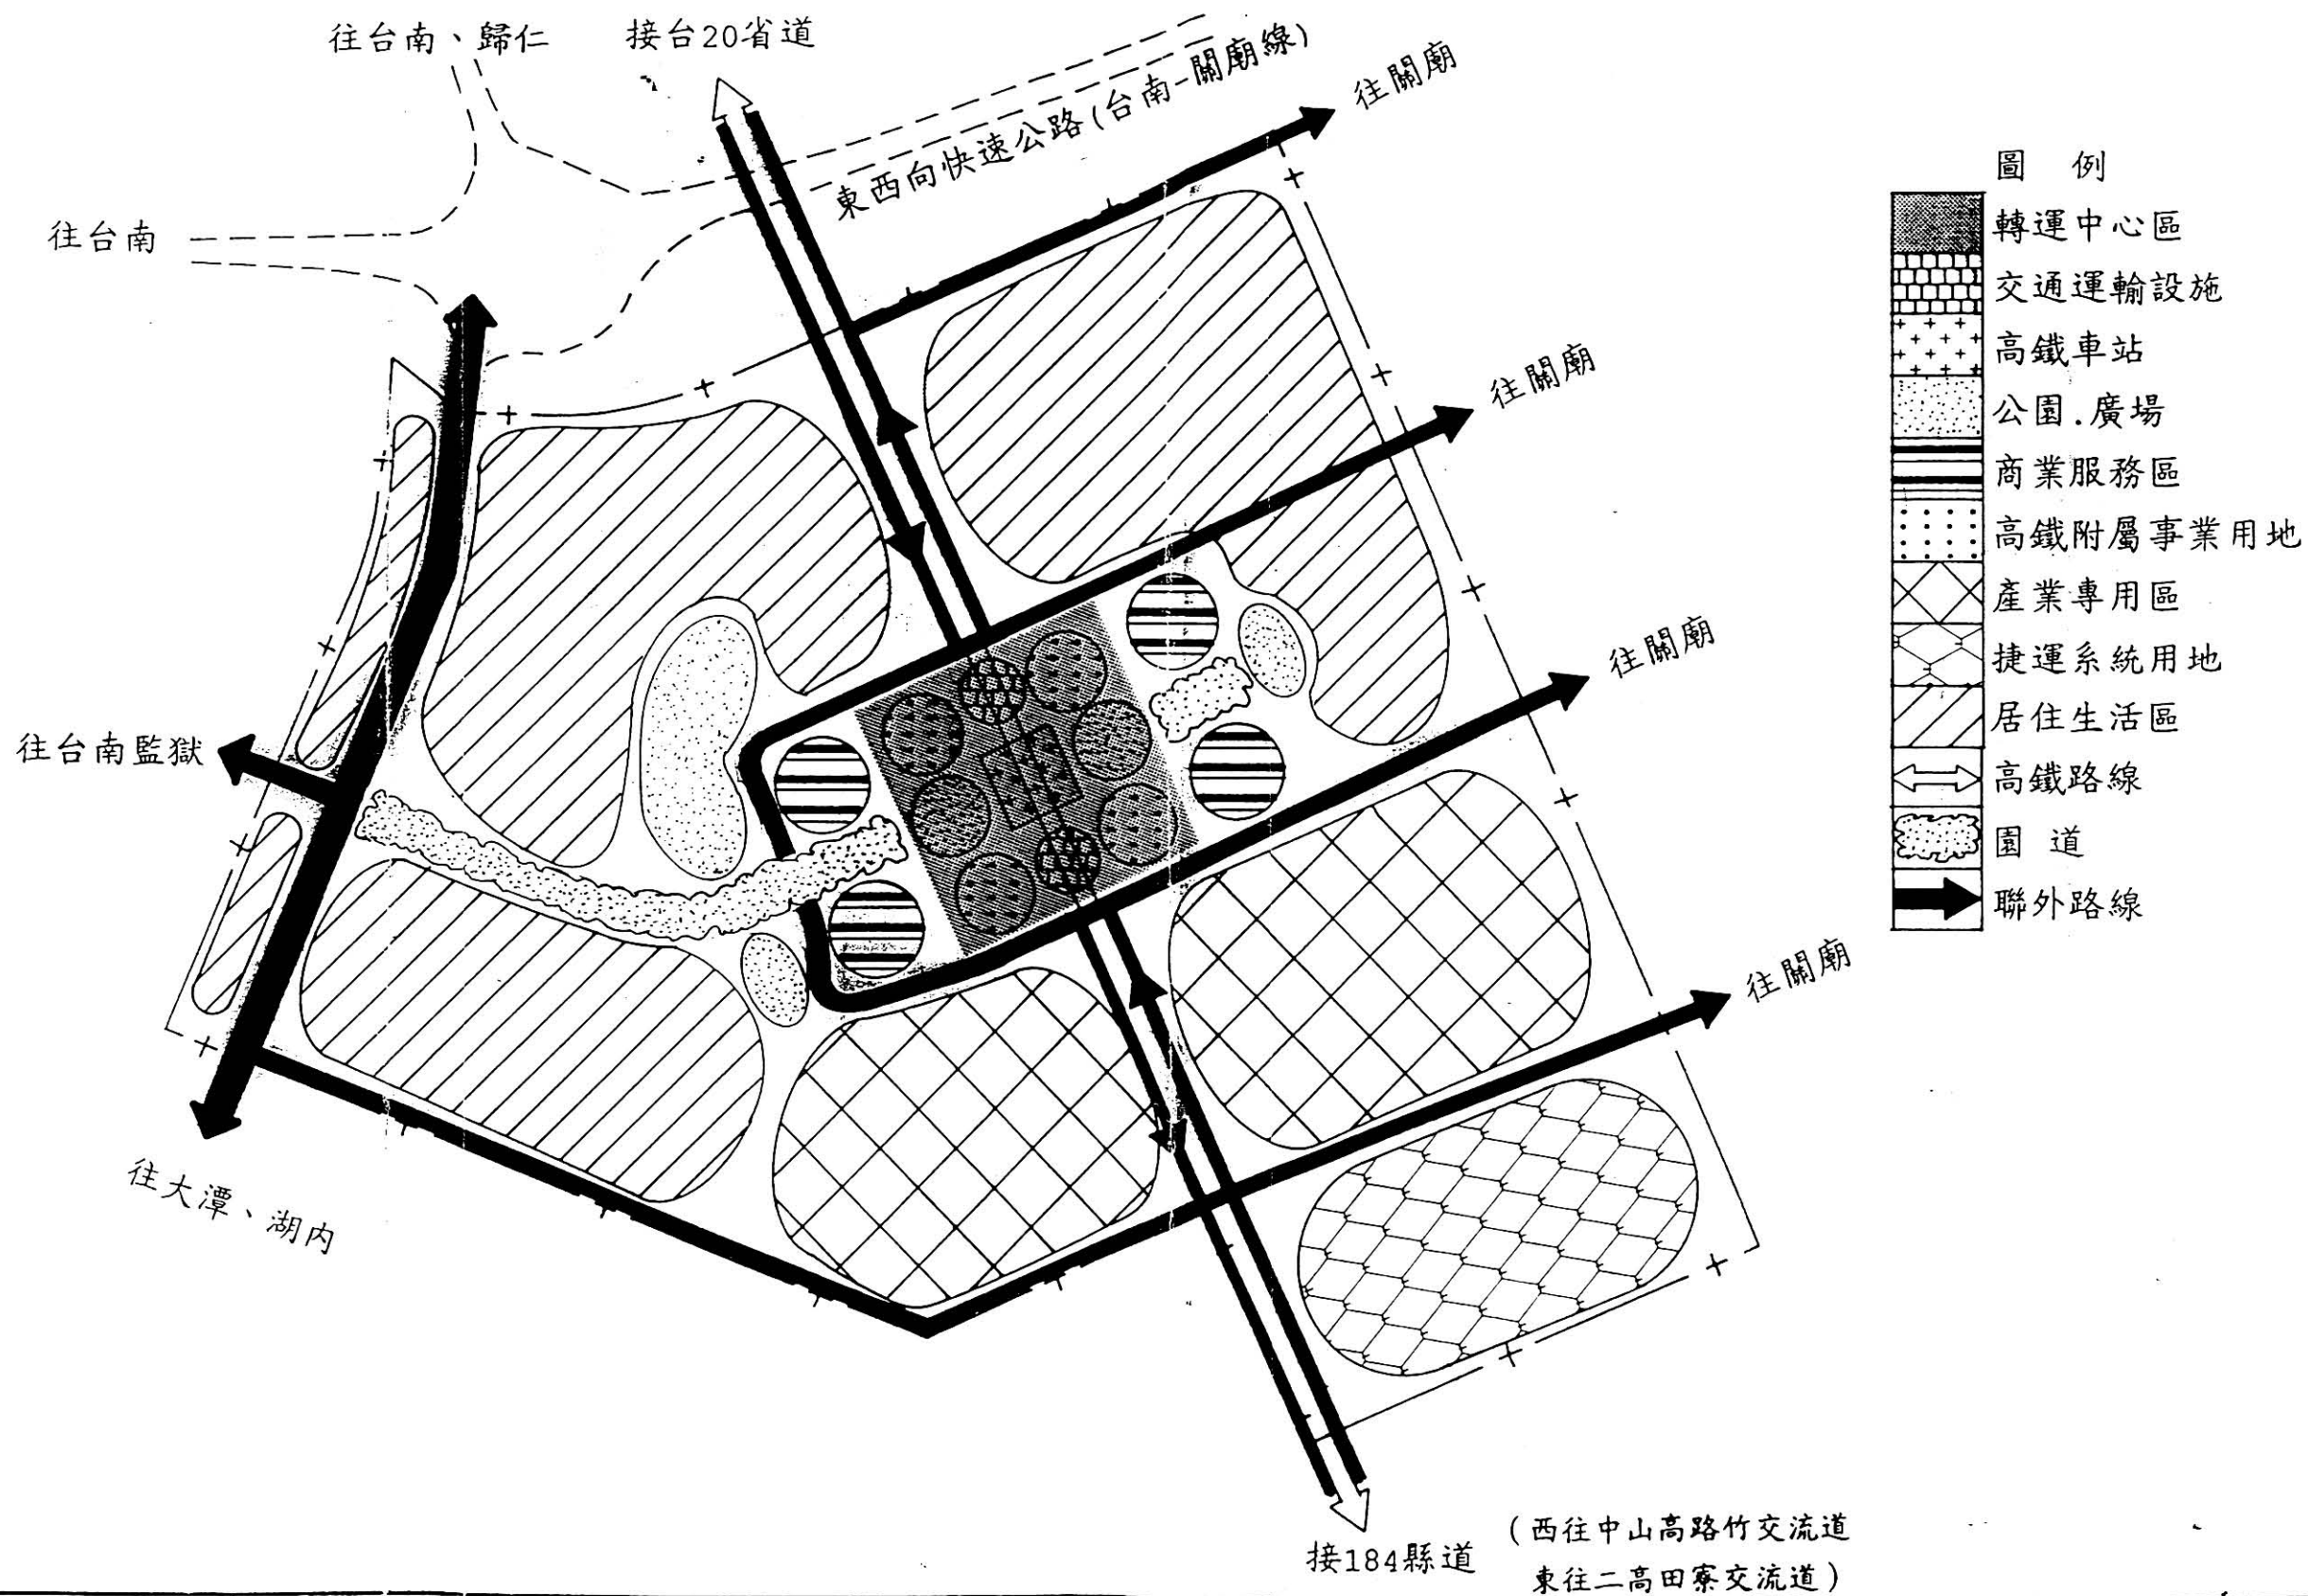 往台南、歸仁
接台20省道
東西向快速公路(台南-關廟線)
往關廟
往台南
往關廟
往關廟
往台南監獄
往關廟
往大潭、湖内
接184縣道
(西往中山高路竹交流道
東往二高田寮交流道)
圖 例
轉運中心區
交通運輸設施
高鐵車站
公園.廣場
商業服務區
高鐵附屬事業用地
產業專用區
捷運系統用地
居住生活區
高鐵路線
園道
聯外路線